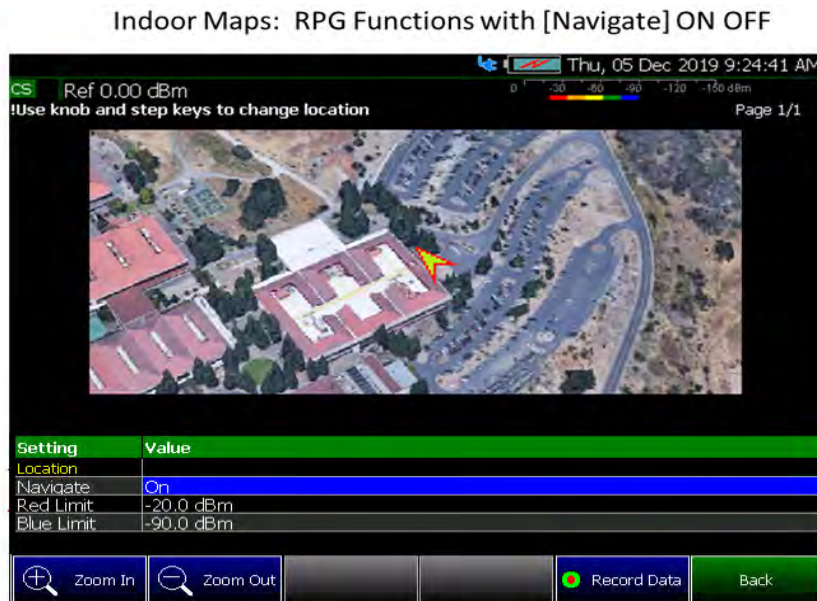 Indoor Maps: RPG Functions with [Navigate] ON OFF
Thu, 05 Dec 2019 9:24:41 AM
CS Ref 0.00 dBm
0 -30 -60 -90 -120 -150 dBm
!Use knob and step keys to change location Page 1/1
Setting Value
Location
Navigate On
Red Limit -20.0 dBm
Blue Limit -90.0 dBm
Zoom In Zoom Out Record Data Back